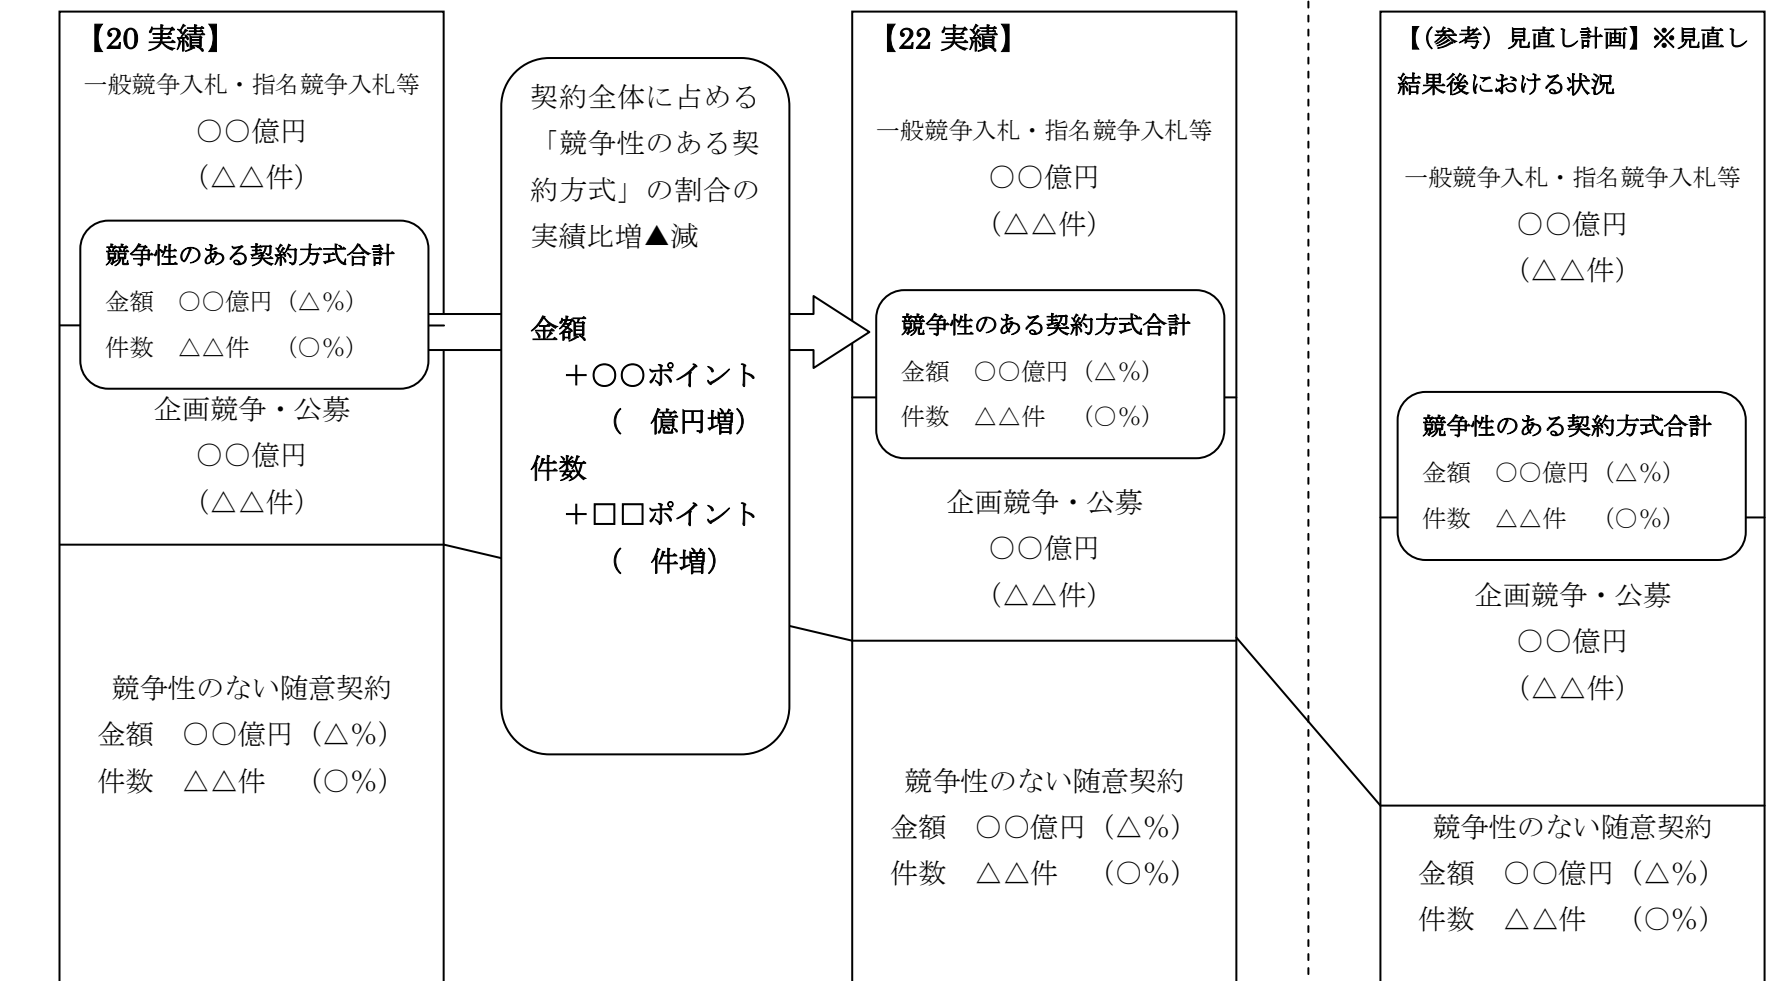 【20 実績】
一般競争入札・指名競争入札等
○○億円
（△△件）
競争性のある契約方式合計
金額　○○億円（△％）
件数　△△件　（○％）
企画競争・公募
○○億円
（△△件）
競争性のない随意契約
金額　○○億円（△％）
件数　△△件　（○％）
契約全体に占める
「競争性のある契
約方式」の割合の
実績比増▲減
金額
＋○○ポイント
（　億円増）
件数
＋□□ポイント
（　件増）
【22 実績】
一般競争入札・指名競争入札等
○○億円
（△△件）
競争性のある契約方式合計
金額　○○億円（△％）
件数　△△件　（○％）
企画競争・公募
○○億円
（△△件）
競争性のない随意契約
金額　○○億円（△％）
件数　△△件　（○％）
【（参考）見直し計画】※見直し
結果後における状況
一般競争入札・指名競争入札等
○○億円
（△△件）
競争性のある契約方式合計
金額　○○億円（△％）
件数　△△件　（○％）
企画競争・公募
○○億円
（△△件）
競争性のない随意契約
金額　○○億円（△％）
件数　△△件　（○％）